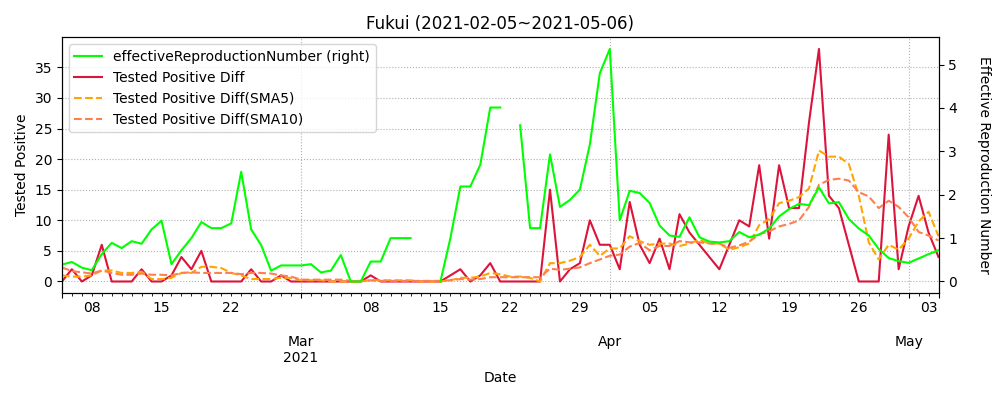 Fukui (2021-02-05~2021-05-06)
effectiveReproductionNumber (right)
Tested Positive Diff
Tested Positive Diff(SMA5)
Tested Positive Diff(SMA10)
Tested Positive
35
30
25
20
15
10
5
0
5
4
3
2
1
0
Effective Reproduction Number
08 15 22 08 15 22 29 05 12 19 26 03
Mar Apr May
2021
Date